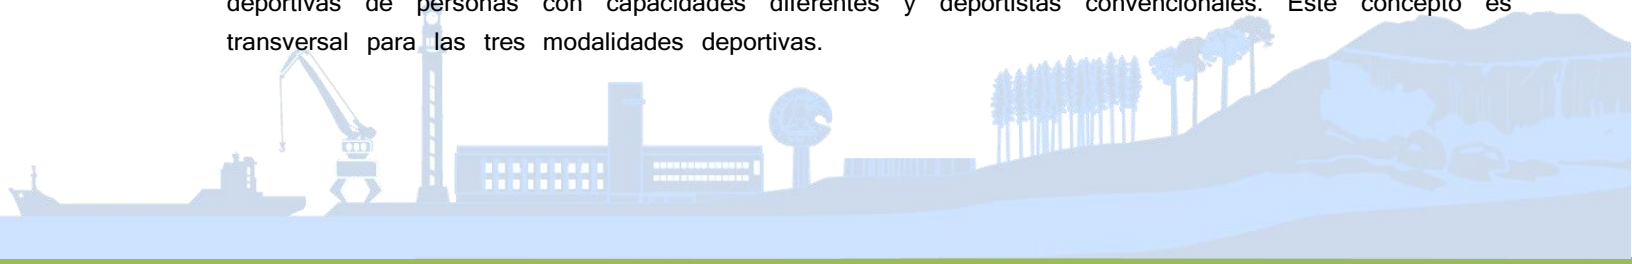 deportivas de personas con capacidades diferentes y deportistas convencionales. Este concepto es
transversal para las tres modalidades deportivas.